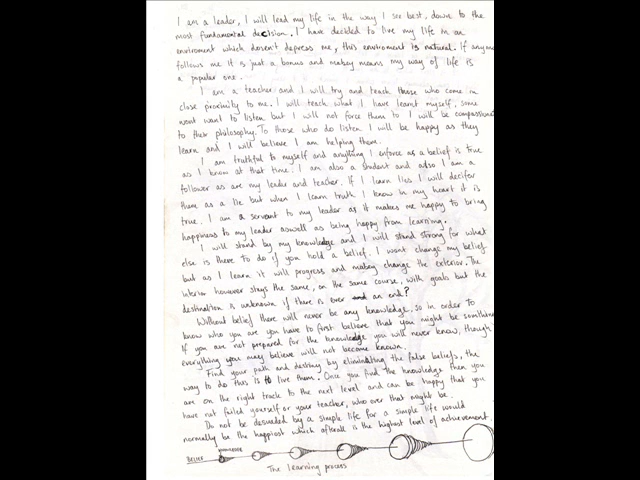 I am a leader, I will lead my life in the way I see best, down to the
most fundamental decision. I have decided to live my life in an
enviroment which dosen't depress me, this enviroment is natural. If anyone
follows me it is just a bonus and mabey means my way of life is
a popular one.
I am a teacher and I will try and teach those who come in
close proximity to me. I will teach what I have learnt myself, some
wont want to listen but I will not force them to I will be compassionate
to their philosophy. To those who do listen I will be happy as they
learn and I will believe I am helping them.
I am truthful to myself and anything I enforce as a belief is true
as I know at that time. I am also a student and also I am a
follower as are my leader and teacher. If I learn lies I will decifer
them as a lie but when I learn truth I know in my heart it is
true. I am a servant to my leader as it makes me happy to bring
happiness to my leader aswell as being happy from learning.
I will stand by my knowledge and I will stand strong for what
else is there to do if you hold a belief. I wont change my belief
but as I learn it will progress and mabey change the exterior. The
interior however stays the same, on the same course, with goals but the
destination is unknown if there is ever an end?
Without belief there will never be any knowledge, so in order to
know who you are you have to first believe that you might be something
If you are not prepared for the knowledge you will never know, though
everything you may believe will not become known.
Find your path and destiny by eliminating the false beliefs, the
way to do this is to live them. Once you find the knowledge then you
are on the right track to the next level and can be happy that you
have not failed yourself or your teacher, who ever that might be.
Do not be desuaded by a simple life for a simple life would
normally be the happiest which afterall is the highest level of achievement.
BELIEF KNOWLEDGE
The learning process